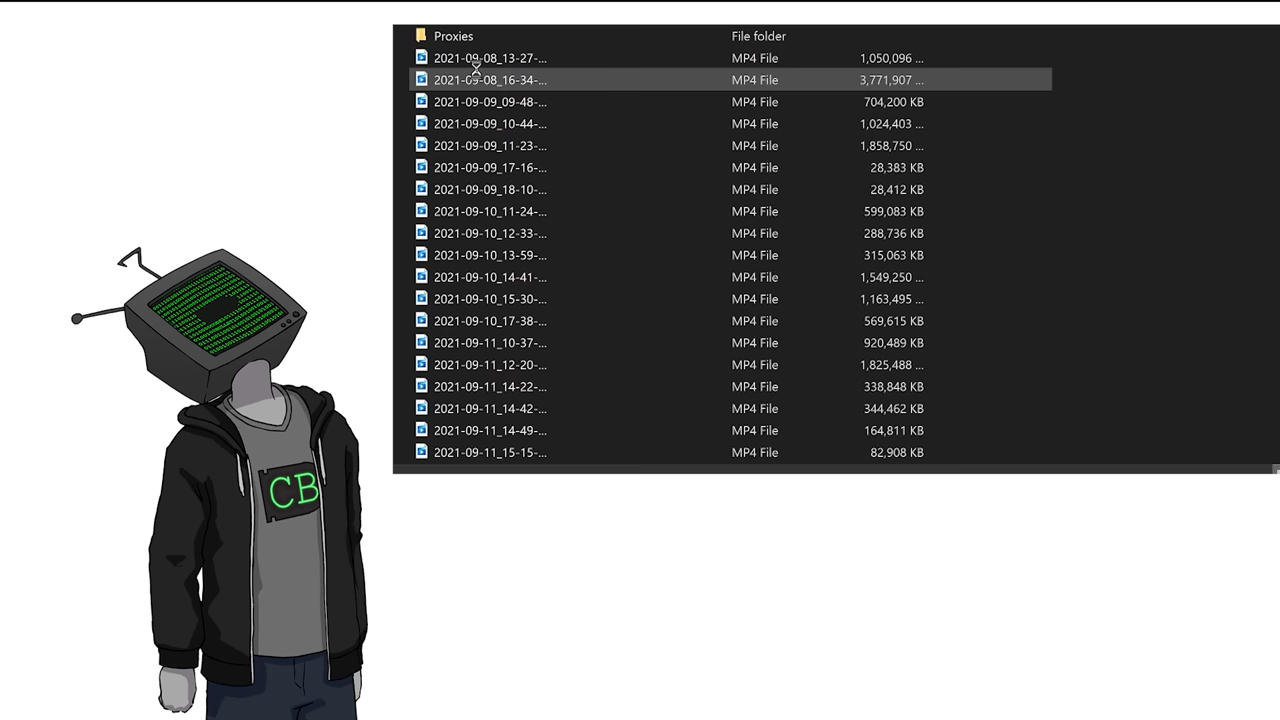 Proxies File folder
2021-09-08_13-27-... MP4 File 1,050,096 ...
2021-09-08_16-34-... MP4 File 3,771,907 ...
2021-09-09_09-48-... MP4 File 704,200 KB
2021-09-09_10-44-... MP4 File 1,024,403 ...
2021-09-09_11-23-... MP4 File 1,858,750 ...
2021-09-09_17-16-... MP4 File 28,383 KB
2021-09-09_18-10-... MP4 File 28,412 KB
2021-09-10_11-24-... MP4 File 599,083 KB
2021-09-10_12-33-... MP4 File 288,736 KB
2021-09-10_13-59-... MP4 File 315,063 KB
2021-09-10_14-41-... MP4 File 1,549,250 ...
2021-09-10_15-30-... MP4 File 1,163,495 ...
2021-09-10_17-38-... MP4 File 569,615 KB
2021-09-11_10-37-... MP4 File 920,489 KB
2021-09-11_12-20-... MP4 File 1,825,488 ...
2021-09-11_14-22-... MP4 File 338,848 KB
2021-09-11_14-42-... MP4 File 344,462 KB
2021-09-11_14-49-... MP4 File 164,811 KB
2021-09-11_15-15-... MP4 File 82,908 KB
CB